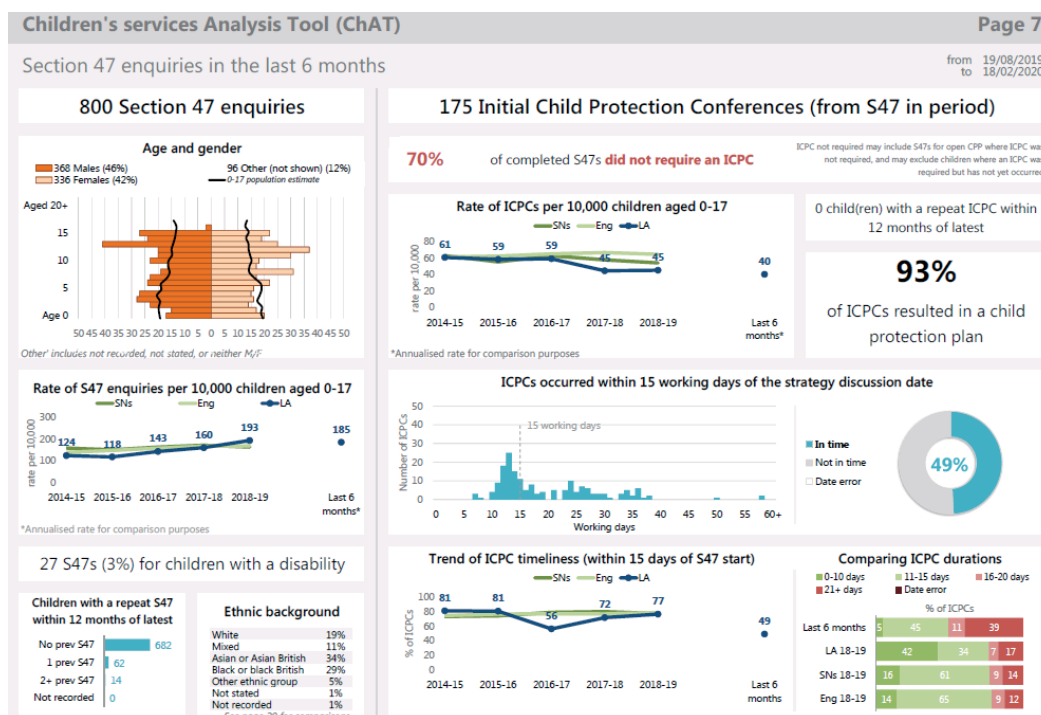 Children's services Analysis Tool (ChAT)
Page 7
Section 47 enquiries in the last 6 months
from 19/08/2019
to 18/02/2020
800 Section 47 enquiries
Age and gender
368 Males (46%)
96 Other (not shown) (12%)
336 Females (42%)
0-17 population estimate
Aged 20+
15
10
5
Age 0
50 45 40 35 30 25 20 15 10 5 0 5 10 15 20 25 30 35 40 45 50
Other' includes not recorded, not stated, or neither M/F
Rate of S47 enquiries per 10,000 children aged 0-17
SNs Eng LA
rate per 10,000
300
200
100
0
124 118 143 160 193 185
2014-15 2015-16 2016-17 2017-18 2018-19 Last 6
months*
*Annualised rate for comparison purposes
27 S47s (3%) for children with a disability
Children with a repeat S47
within 12 months of latest
No prev S47 682
1 prev S47 62
2+ prev S47 14
Not recorded 0
Ethnic background
White 19%
Mixed 11%
Asian or Asian British 34%
Black or black British 29%
Other ethnic group 5%
Not stated 1%
Not recorded 1%
175 Initial Child Protection Conferences (from S47 in period)
70% of completed S47s did not require an ICPC
ICPC not required may include S47s for open CPP where ICPC was
not required, and may exclude children where an ICPC was
required but has not yet occurred
Rate of ICPCs per 10,000 children aged 0-17
SNs Eng LA
rate per 10,000
80
60
40
20
0
61 59 59 45 45 40
2014-15 2015-16 2016-17 2017-18 2018-19 Last 6
months*
*Annualised rate for comparison purposes
0 child(ren) with a repeat ICPC within
12 months of latest
93%
of ICPCs resulted in a child
protection plan
ICPCs occurred within 15 working days of the strategy discussion date
Number of ICPCs
50
40
30
20
10
0
15 working days
0 5 10 15 20 25 30 35 40 45 50 55 60+
Working days
In time
Not in time
Date error
49%
Trend of ICPC timeliness (within 15 days of S47 start)
SNs Eng LA
% of ICPCs
100
80
60
40
20
0
81 81 56 72 77 49
2014-15 2015-16 2016-17 2017-18 2018-19 Last 6
months
Comparing ICPC durations
0-10 days 11-15 days 16-20 days
21+ days Date error
% of ICPCs
Last 6 months 5 45 11 39
LA 18-19 42 34 7 17
SNs 18-19 16 61 9 14
Eng 18-19 14 65 9 12